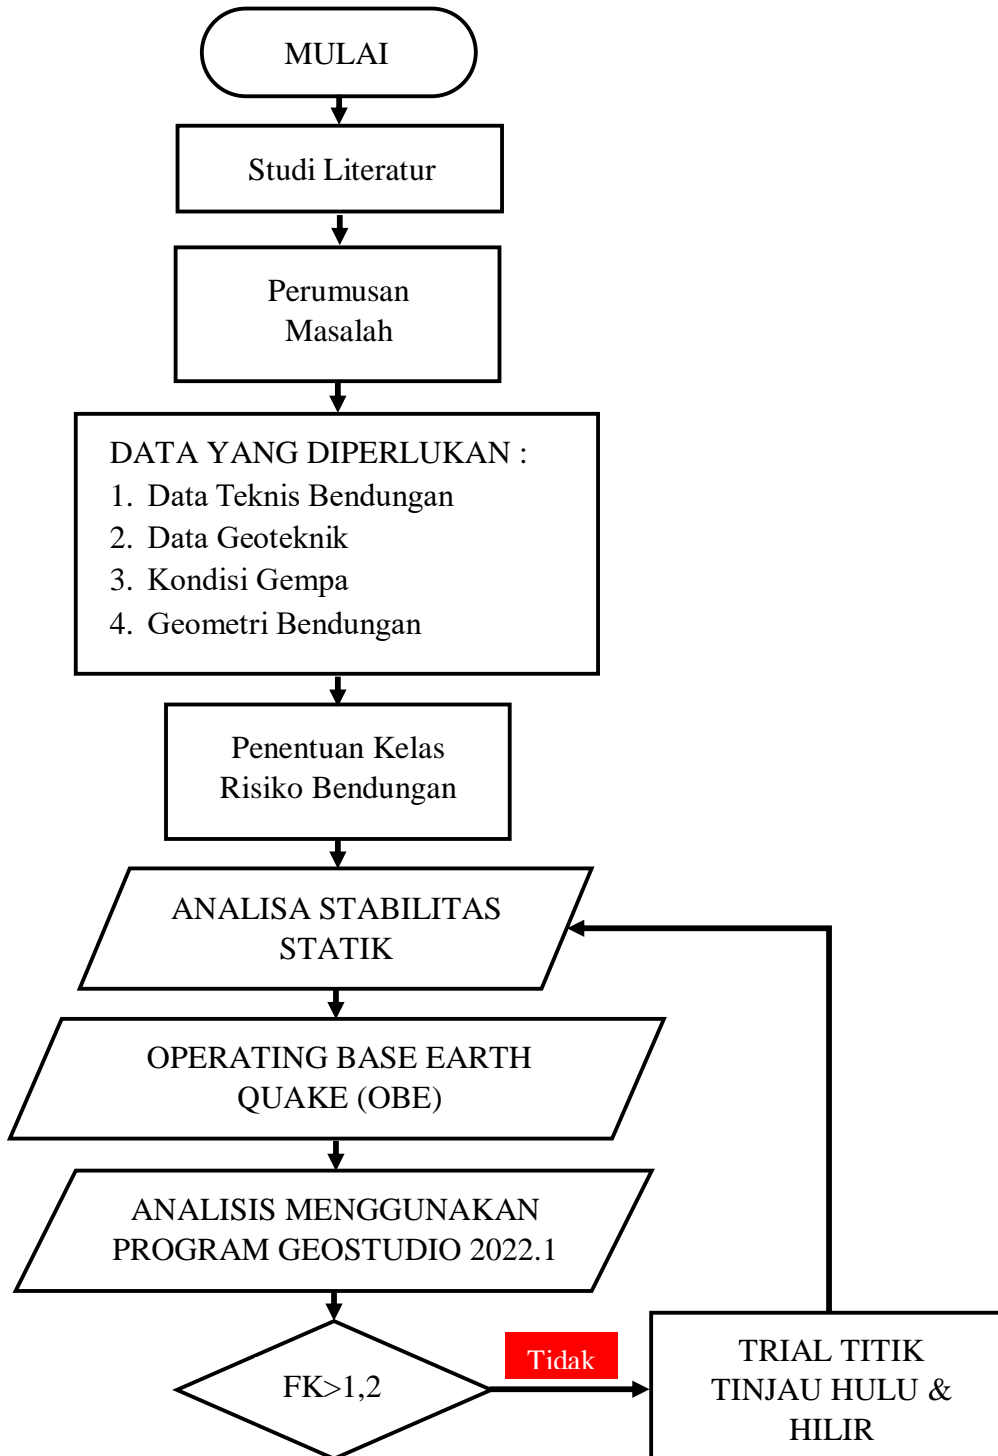 MULAI
Studi Literatur
Perumusan
Masalah
DATA YANG DIPERLUKAN :
1. Data Teknis Bendungan
2. Data Geoteknik
3. Kondisi Gempa
4. Geometri Bendungan
Penentuan Kelas
Risiko Bendungan
ANALISA STABILITAS
STATIK
OPERATING BASE EARTH
QUAKE (OBE)
ANALISIS MENGGUNAKAN
PROGRAM GEOSTUDIO 2022.1
FK>1,2
Tidak
TRIAL TITIK
TINJAU HULU &
HILIR